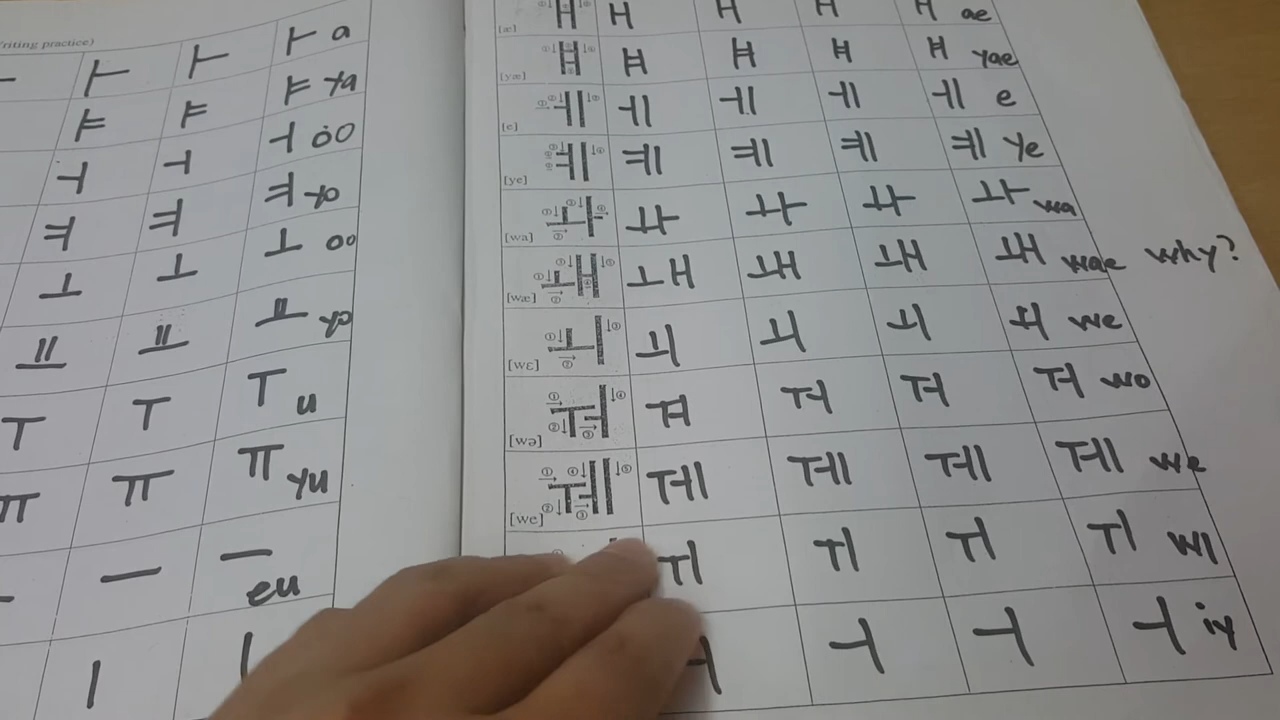 riting practice)
ㅏ ㅏ ㅏ a
ㅑ ㅑ ya
ㅓ ㅓ ㅓ oo
ㅕ ㅕ ㅕ yo
ㅗ ㅗ ㅗ oo
ㅛ ㅛ ㅛ yo
ㅜ ㅜ ㅜ u
ㅠ ㅠ ㅠ yu
ㅡ ㅡ ㅡ eu
ㅣ ㅣ
[æ] ㅐ ㅐ ㅐ ㅐ ㅐ ae
[yæ] ㅒ ㅒ ㅒ ㅒ ㅒ yae
[e] ㅔ ㅔ ㅔ ㅔ ㅔ e
[ye] ㅖ ㅖ ㅖ ㅖ ㅖ ye
[wa] ㅘ ㅘ ㅘ ㅘ ㅘ wa
[wæ] ㅙ ㅙ ㅙ ㅙ ㅙ wae why?
[wɛ] ㅚ ㅚ ㅚ ㅚ ㅚ we
[wə] ㅝ ㅝ ㅝ ㅝ ㅝ wo
[we] ㅞ ㅞ ㅞ ㅞ ㅞ we
ㅟ ㅟ ㅟ ㅟ wi
ㅢ ㅢ ㅢ ㅢ iy